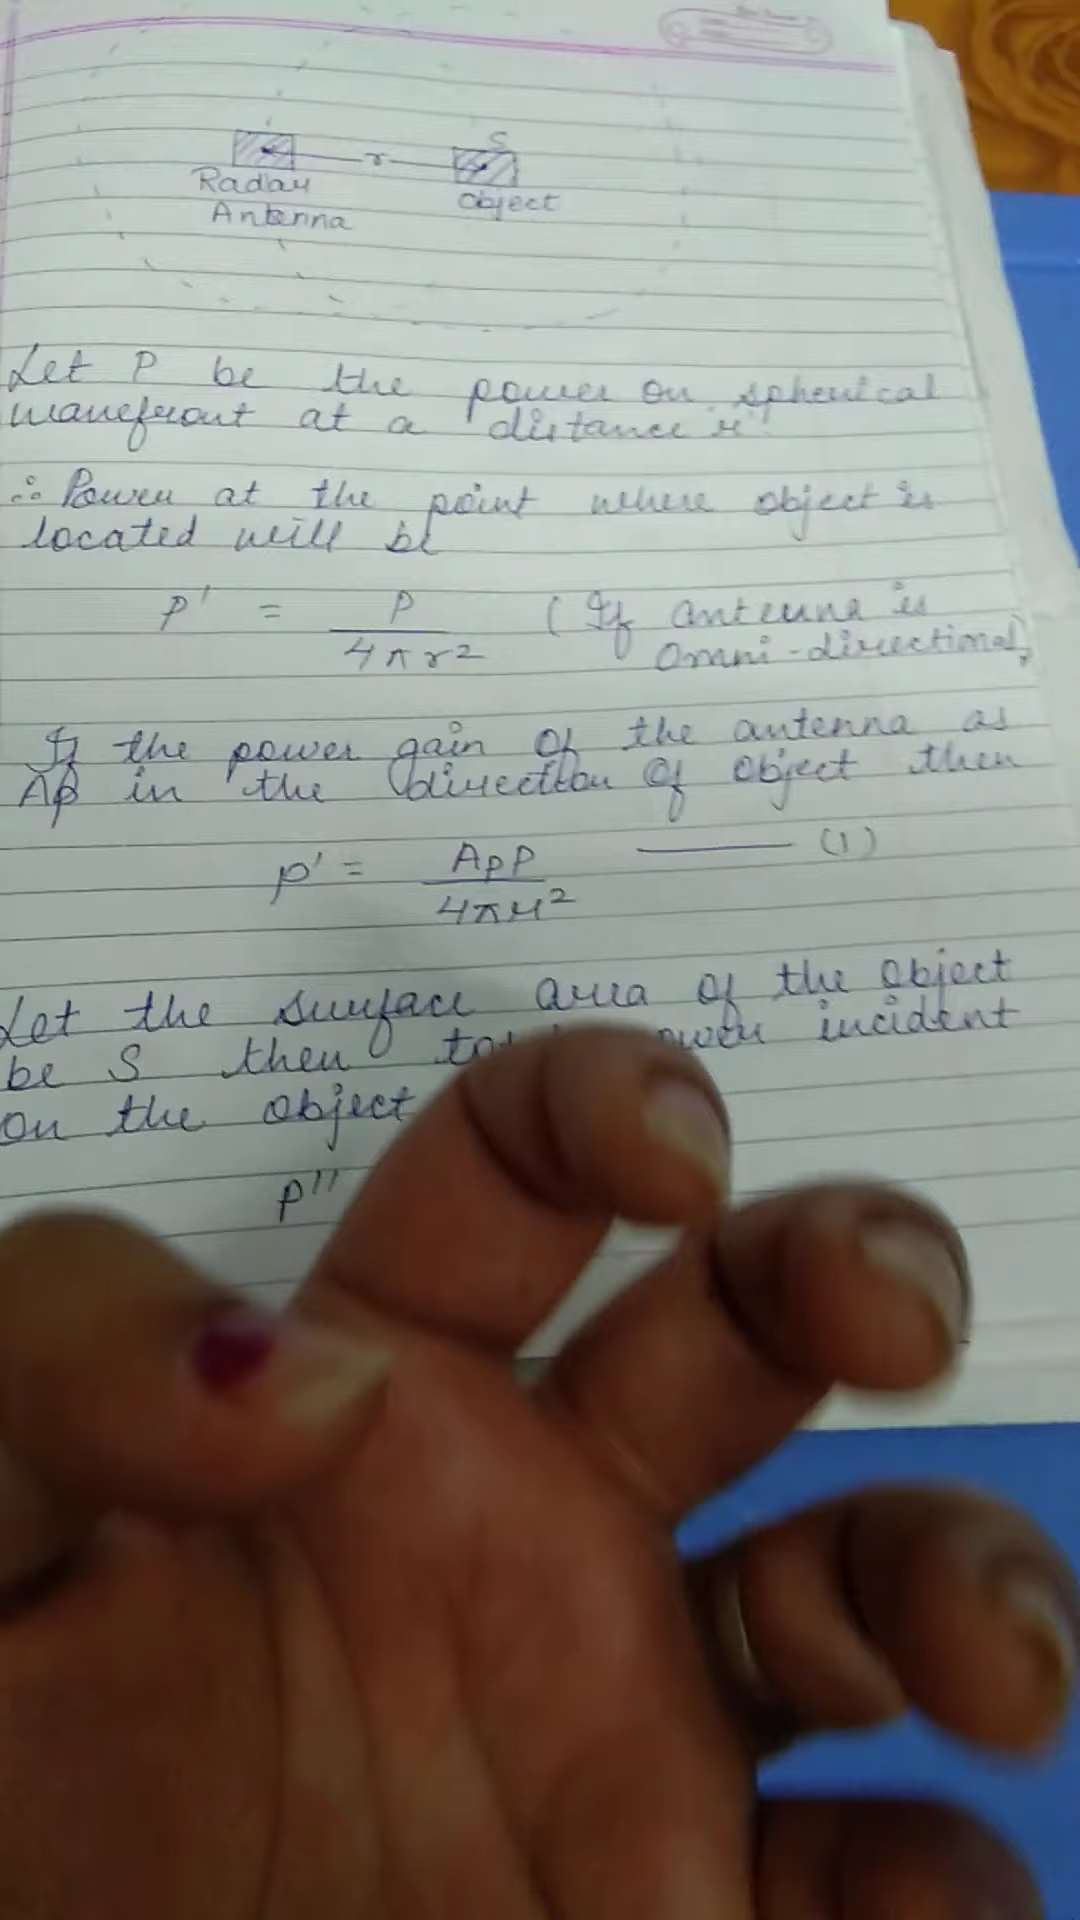 S
r
Radar
Antenna
Object
Let P be the power on spherical
wavefront at a distance 'r'
∴ Power at the point where object is
located will be
P' = P / 4πr² (If antenna is
Omni-directional)
If the power gain of the antenna as
Ap in the direction of object then
P' = ApP / 4πr² —— (1)
Let the surface area of the object
be S then incident
on the object
P''